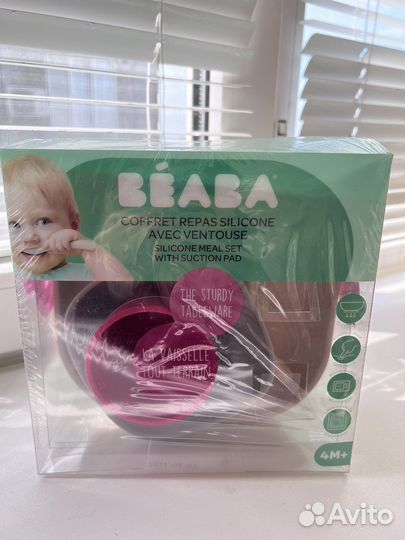 BÉABA
COFFRET REPAS SILICONE
AVEC VENTOUSE
SILICONE MEAL SET
WITH SUCTION PAD
THE STURDY
TABLEWARE
LA VAISSELLE
TOUT-TERRAIN
4M+
Avito